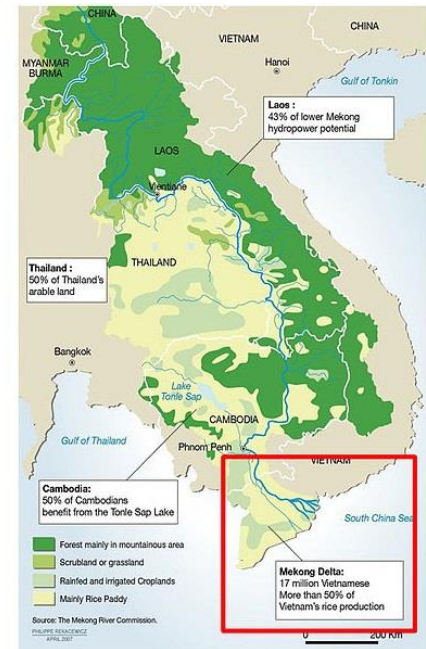 CHINA
VIETNAM
CHINA
Hanoi
MYANMAR
BURMA
Gulf of Tonkin
Laos :
43% of lower Mekong
hydropower potential
LAOS
Vientiane
Thailand :
50% of Thailand's
arable land
THAILAND
Bangkok
Lake
Tonle Sap
CAMBODIA
Gulf of Thailand
Phnom Penh
VIETNAM
Cambodia:
50% of Cambodians
benefit from the Tonle Sap Lake
South China Sea
Forest mainly in mountainous area
Scrubland or grassland
Rainfed and irrigated Croplands
Mainly Rice Paddy
Mekong Delta:
17 million Vietnamese
More than 50% of
Vietnam's rice production
Source: The Mekong River Commission.
PHILIPPE REKACEWICZ
APRIL 2007
0 200 Km